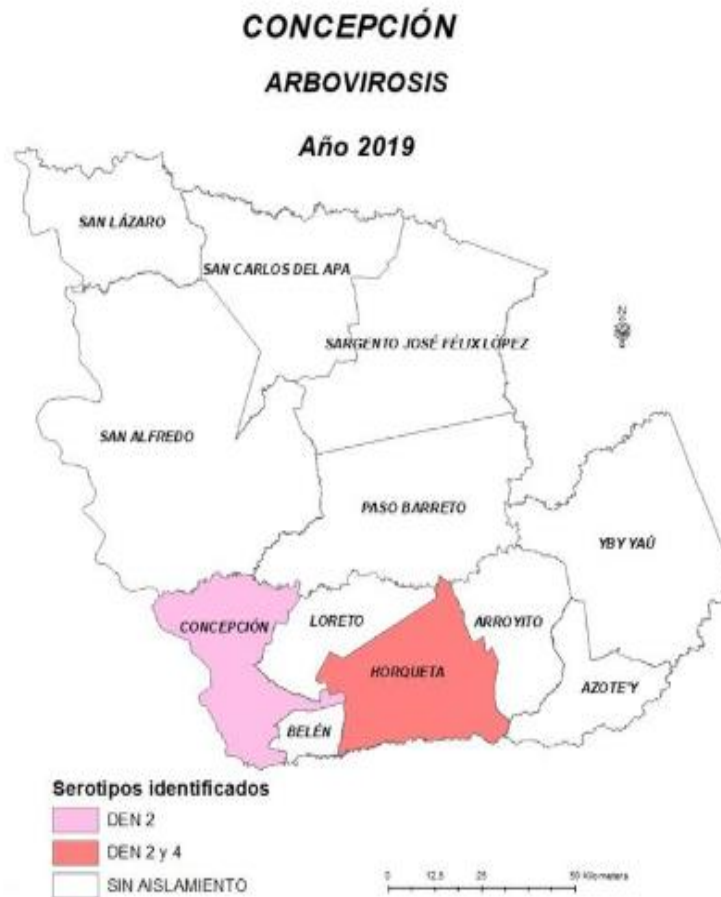 CONCEPCIÓN
ARBOVIROSIS
Año 2019
SAN LÁZARO
SAN CARLOS DEL APA
SARGENTO JOSÉ FÉLIX LÓPEZ
SAN ALFREDO
PASO BARRETO
YBY YAÚ
CONCEPCIÓN
LORETO
ARROYITO
HORQUETA
AZOTE'Y
BELÉN
Serotipos identificados
DEN 2
DEN 2 y 4
SIN AISLAMIENTO
0 12,5 25 50 Kilometers